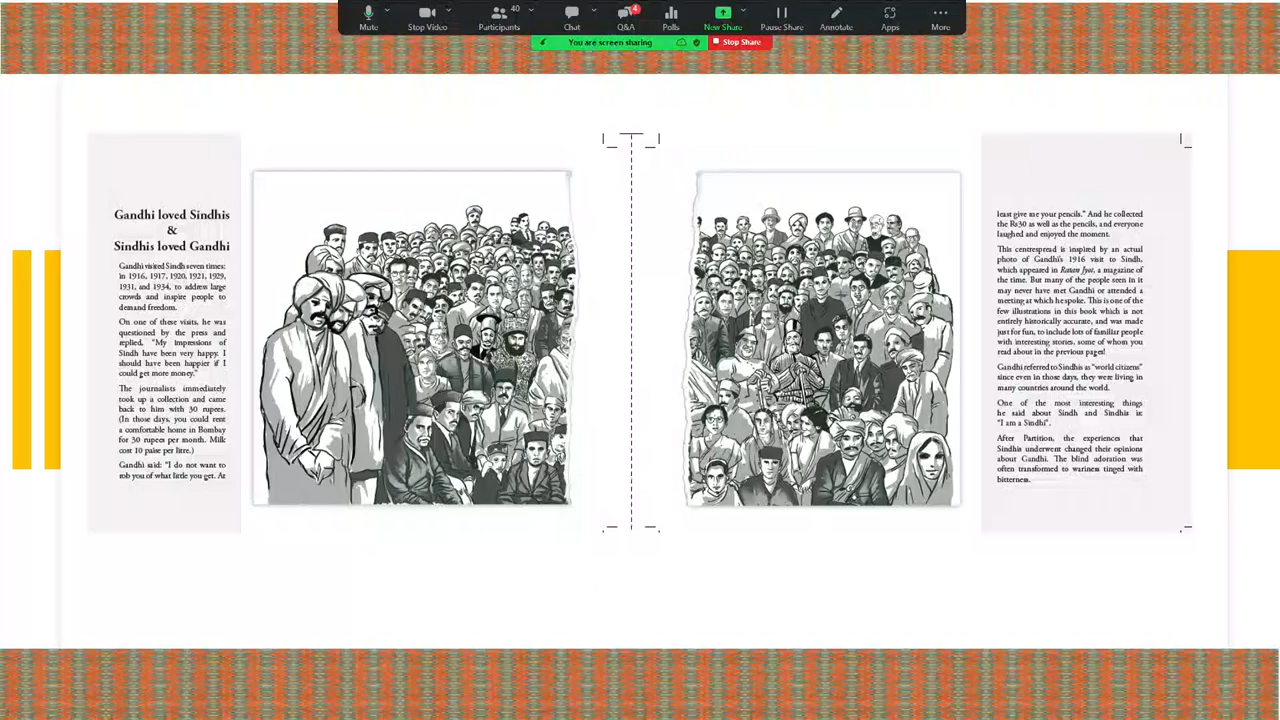 Mute
Stop Video
40
Participants
Chat
4
Q&A
Polls
New Share
Pause Share
Annotate
Apps
More
You are screen sharing
Stop Share
Gandhi loved Sindhis
&
Sindhis loved Gandhi
Gandhi visited Sindh seven times:
in 1916, 1917, 1920, 1921, 1929,
1931, and 1934, to address large
crowds and inspire people to
demand freedom.
On one of these visits, he was
questioned by the press and
replied, "My impressions of
Sindh have been very happy. I
should have been happier if I
could get more money."
The journalists immediately
took up a collection and came
back to him with 30 rupees.
(In those days, you could rent
a comfortable home in Bombay
for 30 rupees per month. Milk
cost 10 paise per litre.)
Gandhi said: "I do not want to
rob you of what little you get. At
least give me your pencils." And he collected
the Rs30 as well as the pencils, and everyone
laughed and enjoyed the moment.
This centrespread is inspired by an actual
photo of Gandhi's 1916 visit to Sindh,
which appeared in Ratan Jyot, a magazine of
the time. But many of the people seen in it
may never have met Gandhi or attended a
meeting at which he spoke. This is one of the
few illustrations in this book which is not
entirely historically accurate, and was made
just for fun, to include lots of familiar people
with interesting stories, some of whom you
read about in the previous pages!
Gandhi referred to Sindhis as "world citizens"
since even in those days, they were living in
many countries around the world.
One of the most interesting things
he said about Sindh and Sindhis is:
"I am a Sindhi".
After Partition, the experiences that
Sindhis underwent changed their opinions
about Gandhi. The blind adoration was
often transformed to wariness tinged with
bitterness.